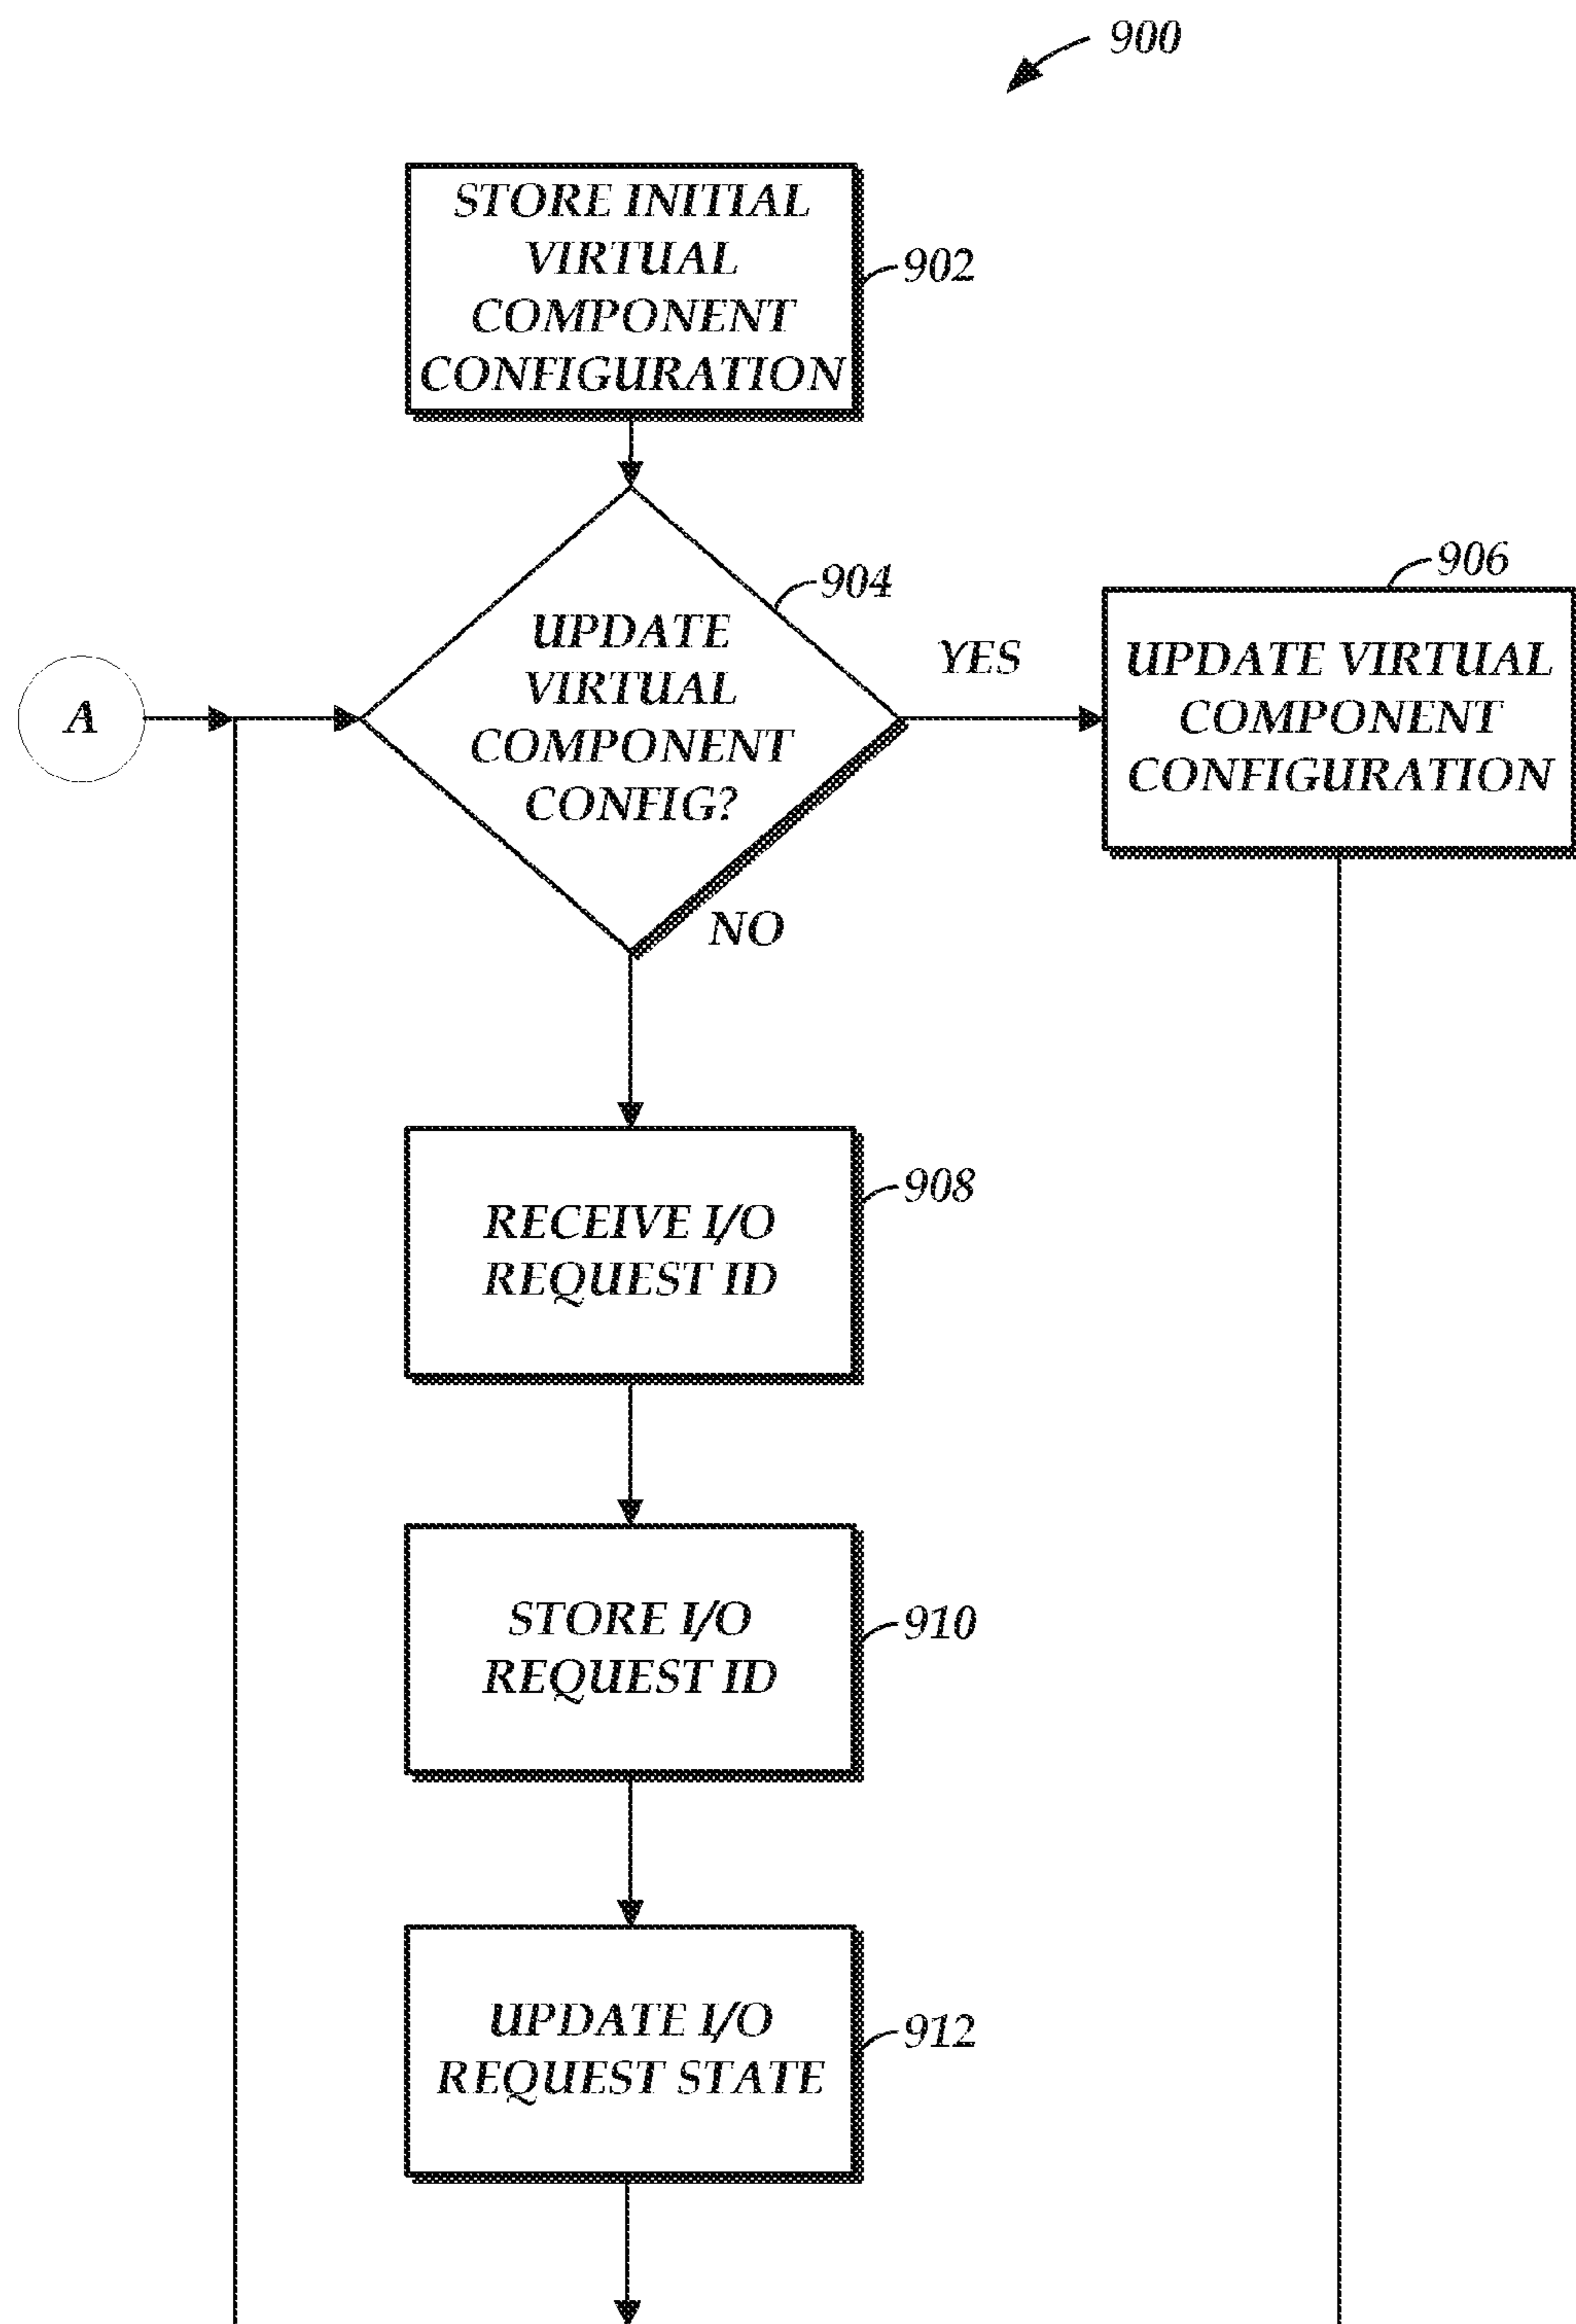 900
STORE INITIAL
VIRTUAL
COMPONENT
CONFIGURATION
902
904
UPDATE
VIRTUAL
COMPONENT
CONFIG?
YES
NO
906
UPDATE VIRTUAL
COMPONENT
CONFIGURATION
A
RECEIVE I/O
REQUEST ID
908
STORE I/O
REQUEST ID
910
UPDATE I/O
REQUEST STATE
912